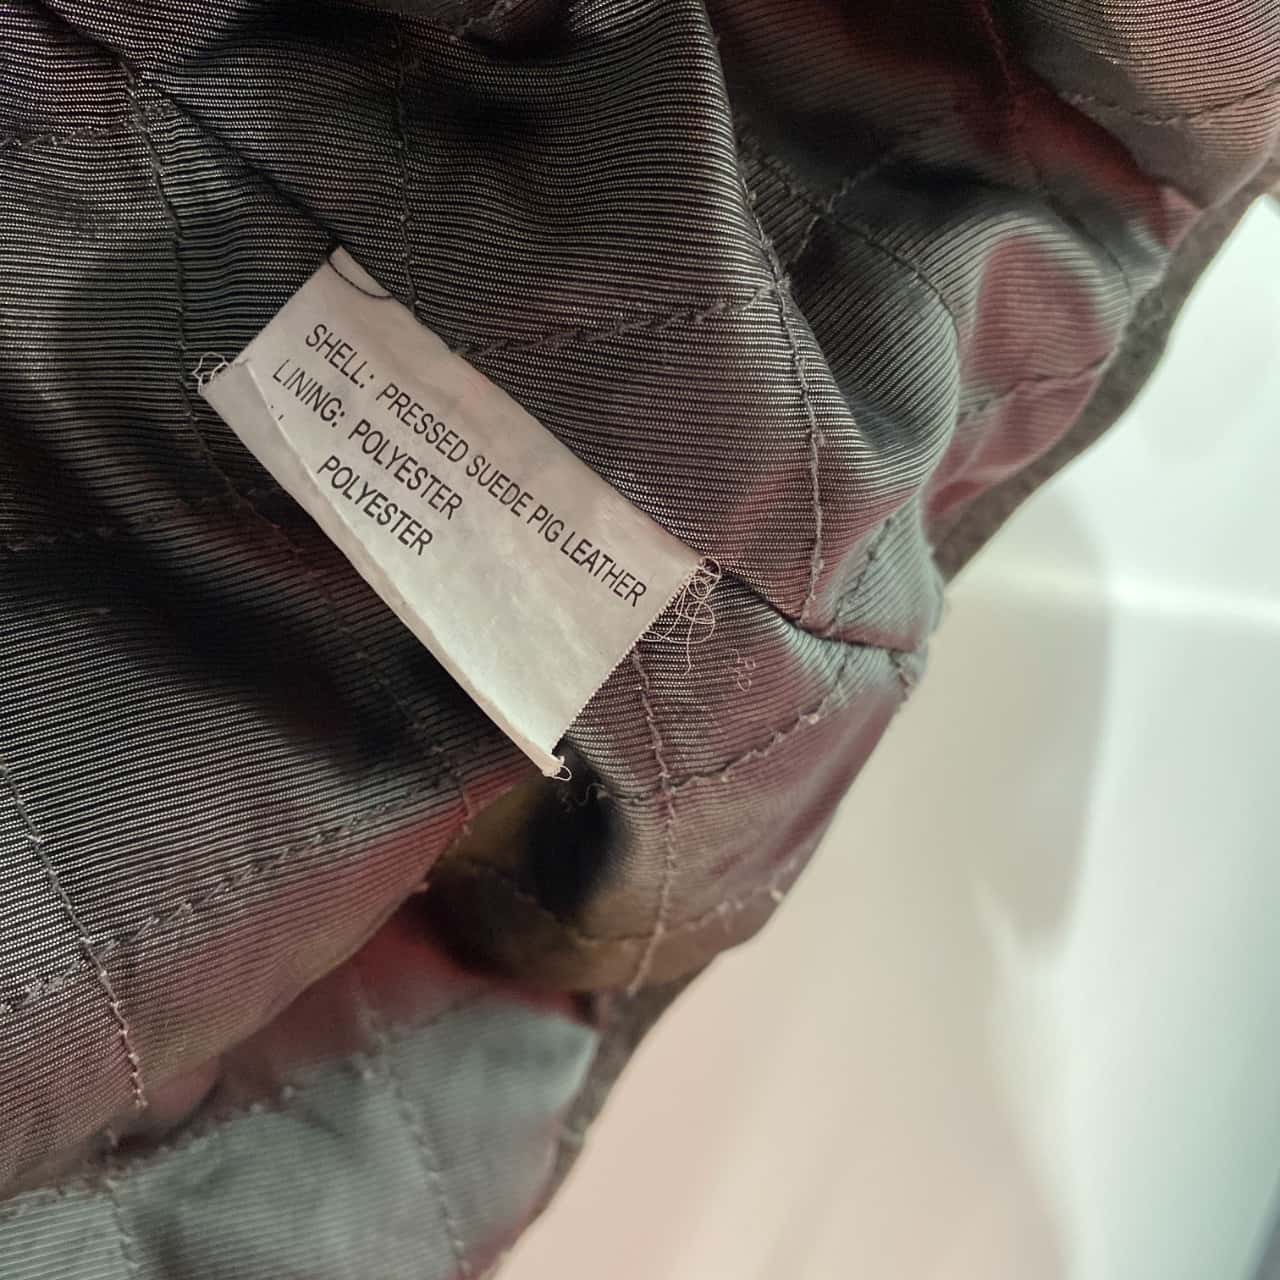 SHELL: PRESSED SUEDE PIG LEATHER
LINING: POLYESTER
POLYESTER